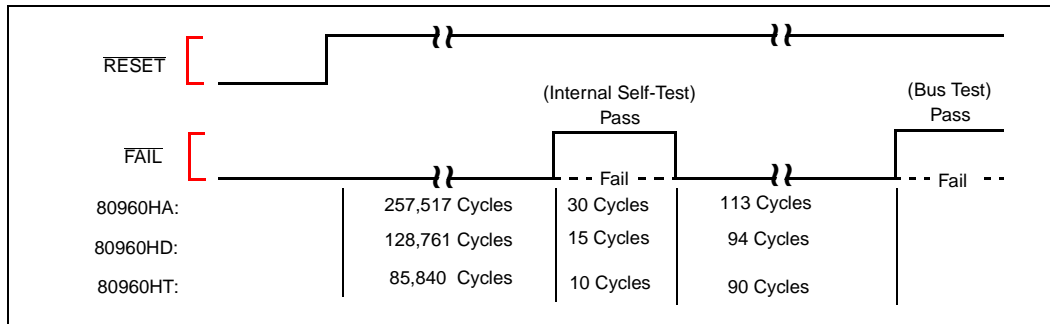 RESET
(Internal Self-Test)
Pass
(Bus Test)
Pass
FAIL
Fail
Fail
80960HA: 257,517 Cycles 30 Cycles 113 Cycles
80960HD: 128,761 Cycles 15 Cycles 94 Cycles
80960HT: 85,840 Cycles 10 Cycles 90 Cycles